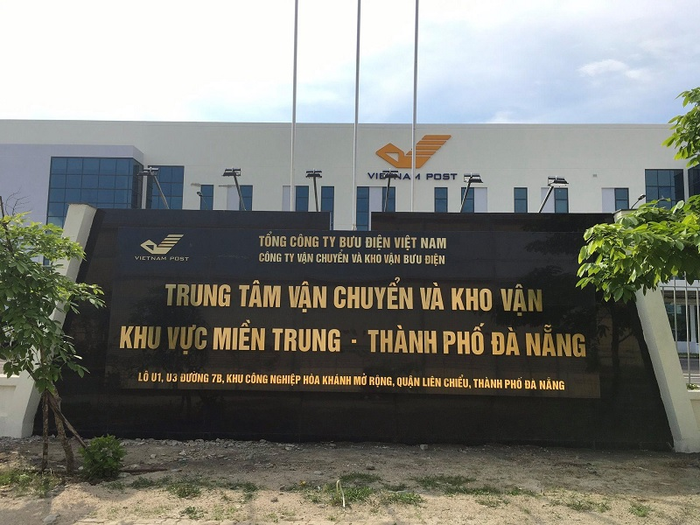 VIETNAM POST
VIETNAM POST
TỔNG CÔNG TY BƯU ĐIỆN VIỆT NAM
CÔNG TY VẬN CHUYỂN VÀ KHO VẬN BƯU ĐIỆN
TRUNG TÂM VẬN CHUYỂN VÀ KHO VẬN
KHU VỰC MIỀN TRUNG - THÀNH PHỐ ĐÀ NẴNG
LÔ U1, U3 ĐƯỜNG 7B, KHU CÔNG NGHIỆP HÒA KHÁNH MỞ RỘNG, QUẬN LIÊN CHIỂU, THÀNH PHỐ ĐA NẴNG